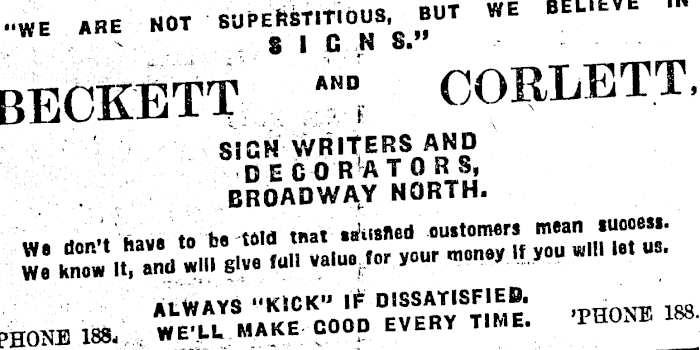 "WE ARE NOT SUPERSTITIOUS, BUT WE BELIEVE IN
SIGNS."
BECKETT AND CORLETT,
SIGN WRITERS AND
DECORATORS,
BROADWAY NORTH.
We don't have to be told that satisfied customers mean success.
We know it, and will give full value for your money if you will let us.
ALWAYS "KICK" IF DISSATISFIED.
PHONE 188. WE'LL MAKE GOOD EVERY TIME. 'PHONE 188.